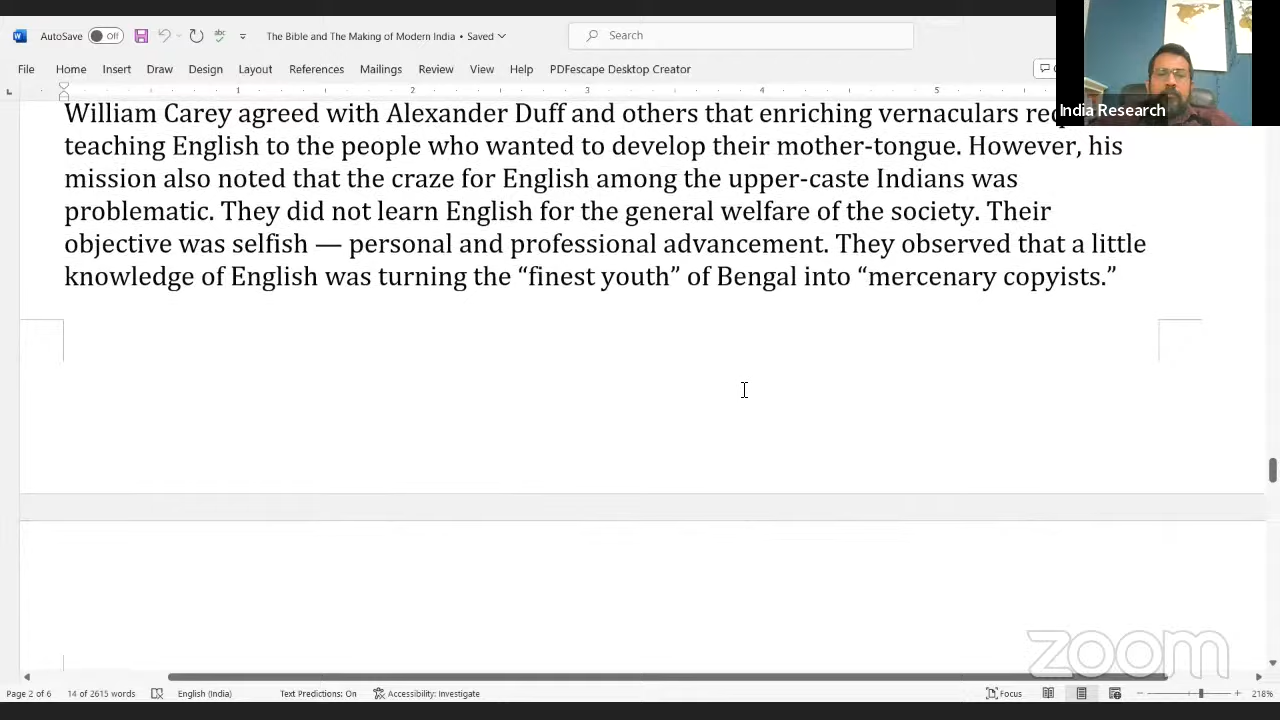 AutoSave Off The Bible and The Making of Modern India • Saved Search
File Home Insert Draw Design Layout References Mailings Review View Help PDFescape Desktop Creator
India Research
1 2 3 4 5
William Carey agreed with Alexander Duff and others that enriching vernaculars
teaching English to the people who wanted to develop their mother-tongue. However, his
mission also noted that the craze for English among the upper-caste Indians was
problematic. They did not learn English for the general welfare of the society. Their
objective was selfish — personal and professional advancement. They observed that a little
knowledge of English was turning the “finest youth” of Bengal into “mercenary copyists.”
zoom
Page 2 of 6 14 of 2615 words English (India) Text Predictions: On Accessibility: Investigate Focus 218%